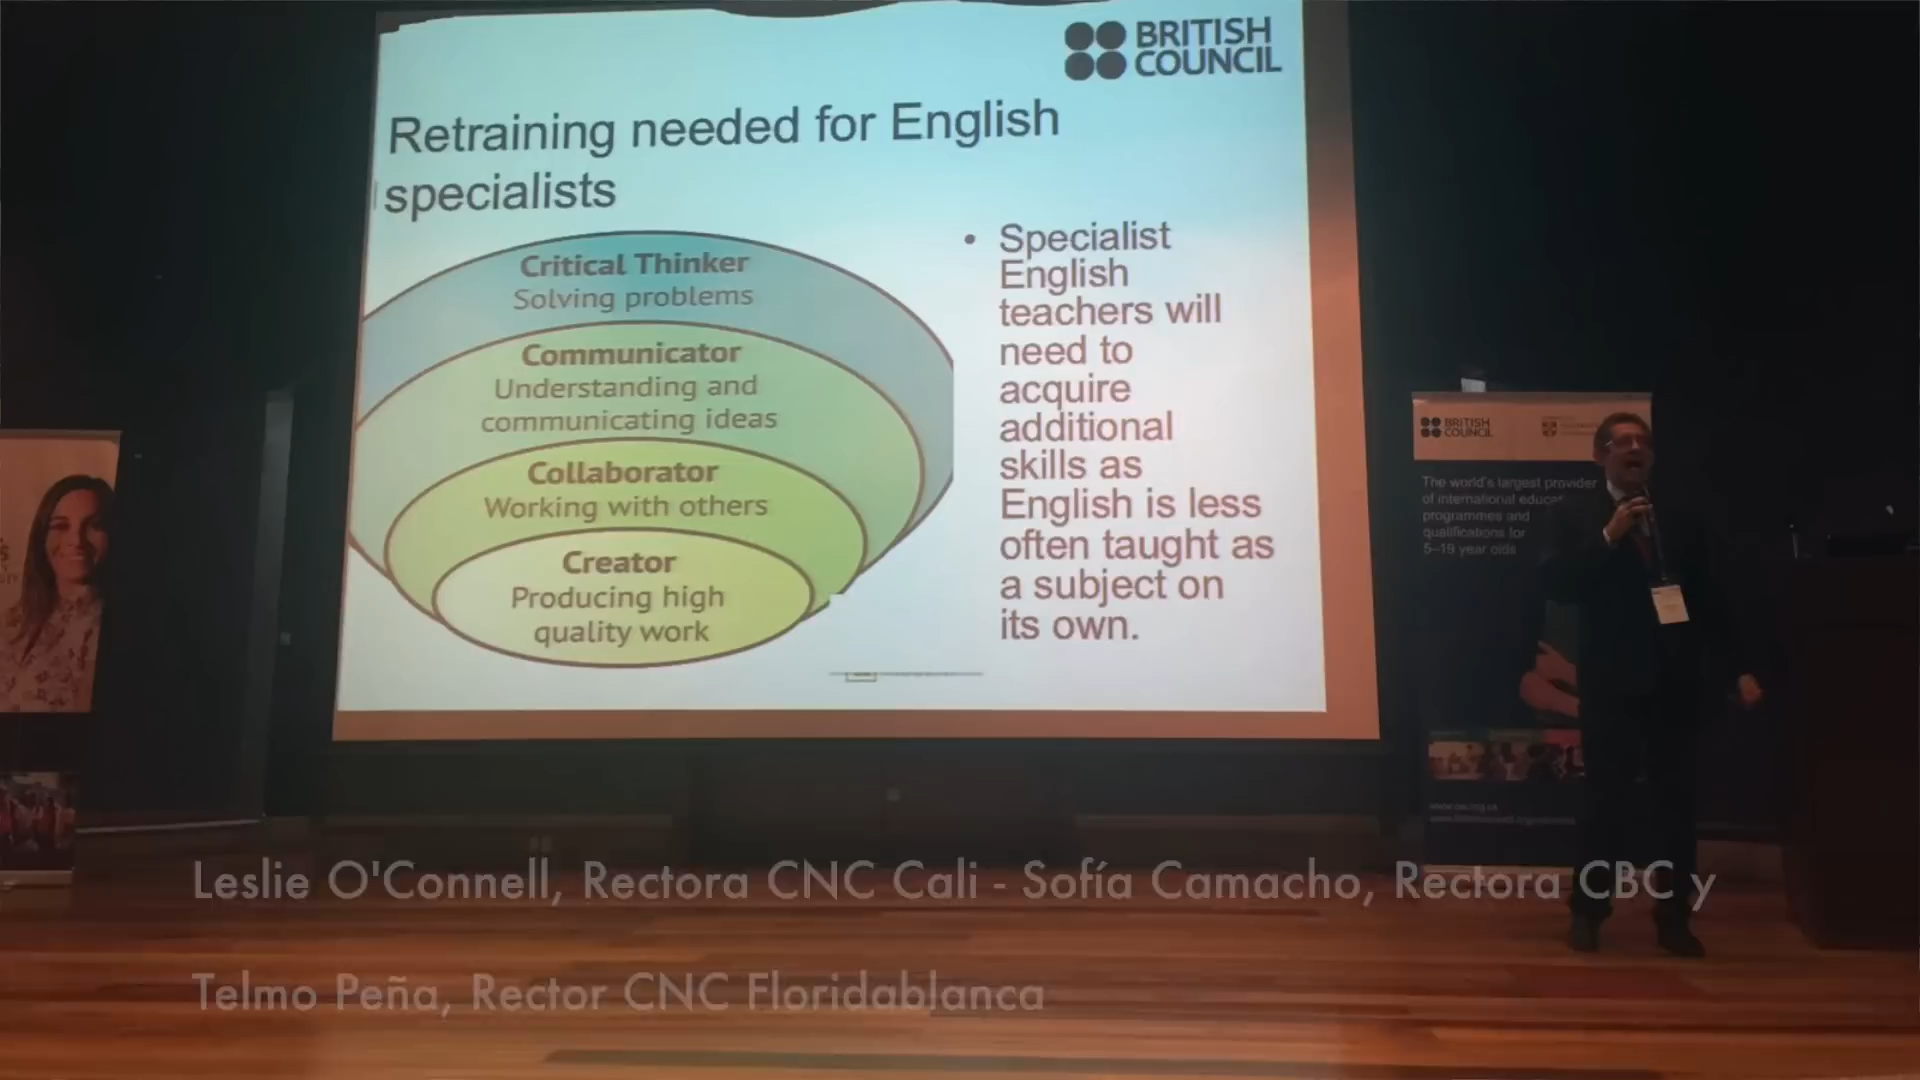 BRITISH
COUNCIL
Retraining needed for English
specialists
Critical Thinker
Solving problems
Communicator
Understanding and
communicating ideas
Collaborator
Working with others
Creator
Producing high
quality work
• Specialist
English
teachers will
need to
acquire
additional
skills as
English is less
often taught as
a subject on
its own.
BRITISH
COUNCIL
The world's largest provider
of international
programmes and
qualifications for
5–19 year olds
Leslie O'Connell, Rectora CNC Cali - Sofía Camacho, Rectora CBC y
Telmo Peña, Rector CNC Floridablanca